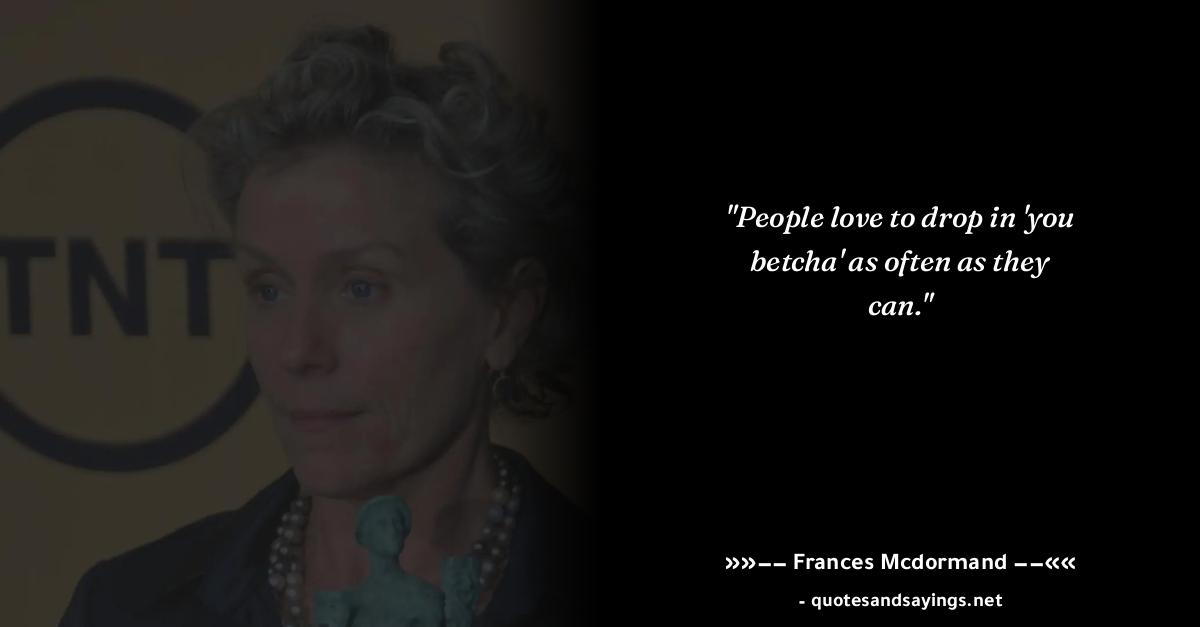 TNT
"People love to drop in 'you
betcha' as often as they
can."
»»–– Frances Mcdormand ––««
- quotesandsayings.net